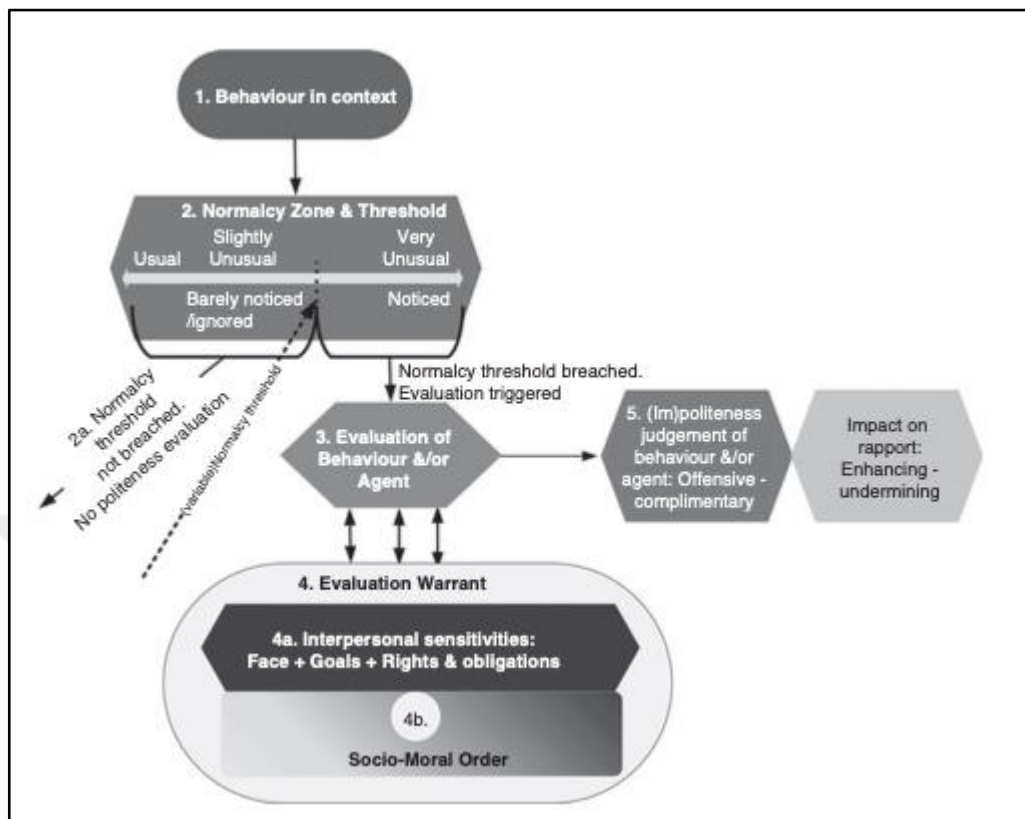 1. Behaviour in context
2. Normalcy Zone & Threshold
Slightly
Very
Usual
Unusual
Unusual
Barely noticed
/ignored
Noticed
2a. Normalcy
threshold
not breached.
No politeness evaluation
(variable)Normalcy threshold
Normalcy threshold breached.
Evaluation triggered
3. Evaluation of
Behaviour &/or
Agent
5. (Im)politeness
judgement of
behaviour &/or
agent: Offensive -
complimentary
Impact on
rapport:
Enhancing -
undermining
4. Evaluation Warrant
4a. Interpersonal sensitivities:
Face + Goals + Rights & obligations
4b.
Socio-Moral Order